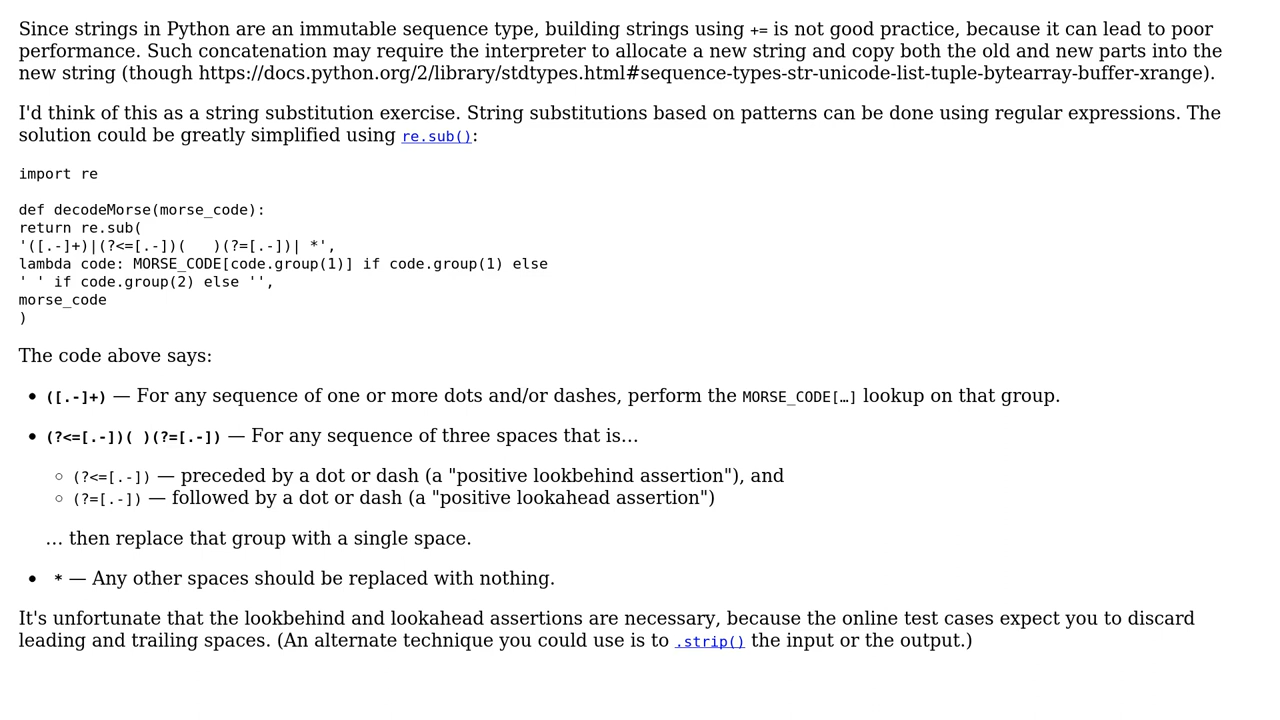 Since strings in Python are an immutable sequence type, building strings using += is not good practice, because it can lead to poor
performance. Such concatenation may require the interpreter to allocate a new string and copy both the old and new parts into the
new string (though https://docs.python.org/2/library/stdtypes.html#sequence-types-str-unicode-list-tuple-bytearray-buffer-xrange).
I'd think of this as a string substitution exercise. String substitutions based on patterns can be done using regular expressions. The
solution could be greatly simplified using re.sub():
import re
def decodeMorse(morse_code):
return re.sub(
'([.-]+)|(?<=[.-])(   )(?=[.-])| *',
lambda code: MORSE_CODE[code.group(1)] if code.group(1) else
' ' if code.group(2) else '',
morse_code
)
The code above says:
• ([.-]+) — For any sequence of one or more dots and/or dashes, perform the MORSE_CODE[…] lookup on that group.
• (?<=[.-])( )(?=[.-]) — For any sequence of three spaces that is…
◦ (?<=[.-]) — preceded by a dot or dash (a "positive lookbehind assertion"), and
◦ (?=[.-]) — followed by a dot or dash (a "positive lookahead assertion")
… then replace that group with a single space.
•  * — Any other spaces should be replaced with nothing.
It's unfortunate that the lookbehind and lookahead assertions are necessary, because the online test cases expect you to discard
leading and trailing spaces. (An alternate technique you could use is to .strip() the input or the output.)